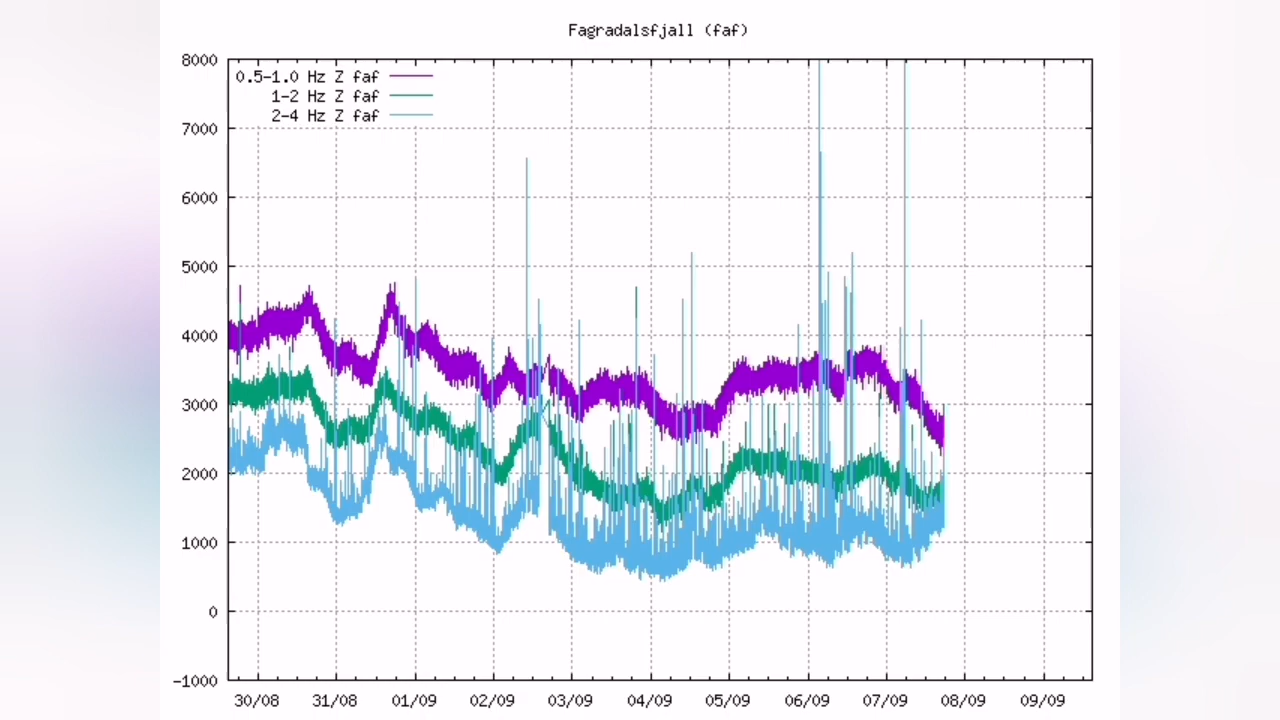 Fagradalsfjall (faf)
8000
0.5-1.0 Hz Z faf
1-2 Hz Z faf
2-4 Hz Z faf
7000
6000
5000
4000
3000
2000
1000
0
-1000
30/08 31/08 01/09 02/09 03/09 04/09 05/09 06/09 07/09 08/09 09/09